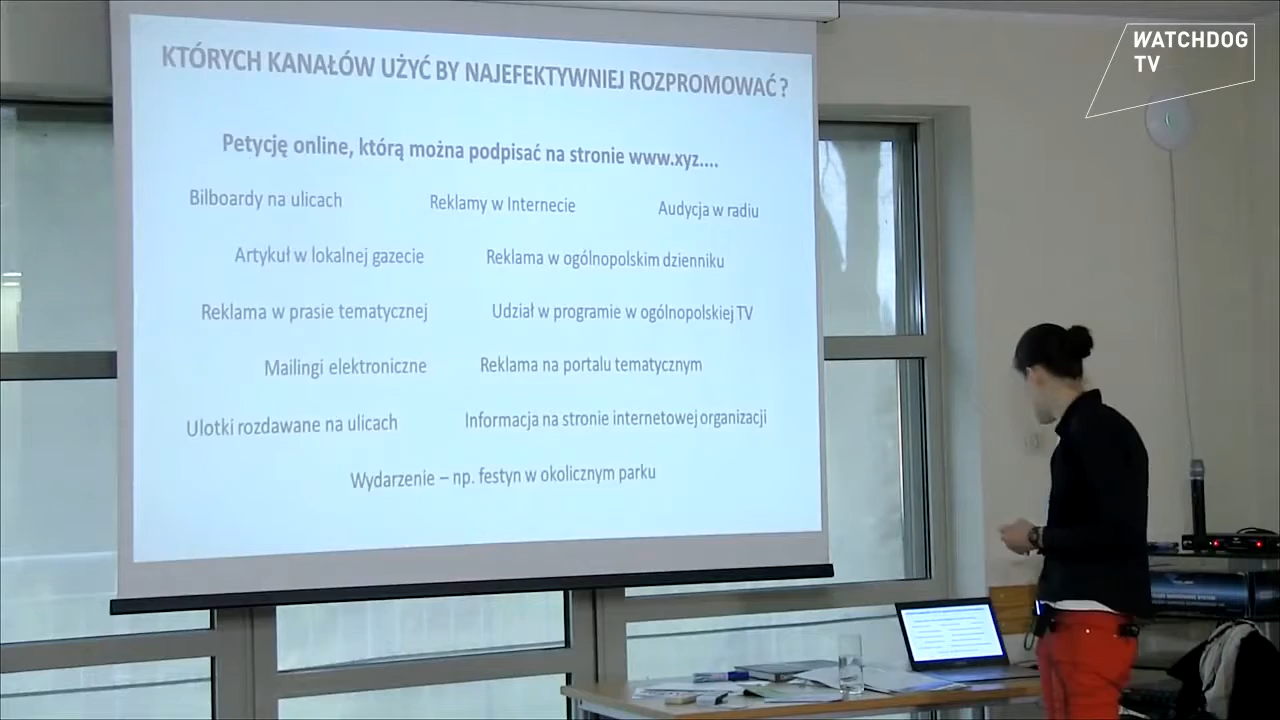 KTÓRYCH KANAŁÓW UŻYĆ BY NAJEFEKTYWNIEJ ROZPROMOWAĆ?
Petycję online, którą można podpisać na stronie www.xyz....
Bilboardy na ulicach
Reklamy w Internecie
Audycja w radiu
Artykuł w lokalnej gazecie
Reklama w ogólnopolskim dzienniku
Reklama w prasie tematycznej
Udział w programie w ogólnopolskiej TV
Mailingi elektroniczne
Reklama na portalu tematycznym
Ulotki rozdawane na ulicach
Informacja na stronie internetowej organizacji
Wydarzenie – np. festyn w okolicznym parku
WATCHDOG
TV